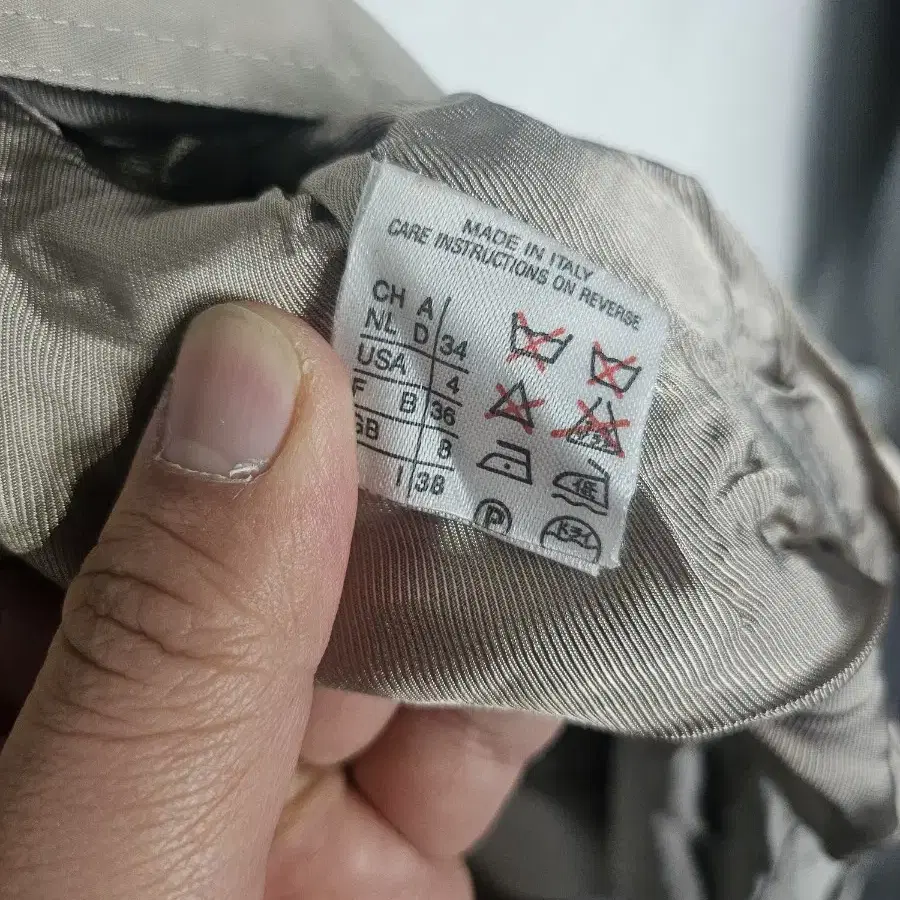 MADE IN ITALY
CARE INSTRUCTIONS ON REVERSE
CH A
NL D 34
USA 4
F B 36
GB 8
I 38
P